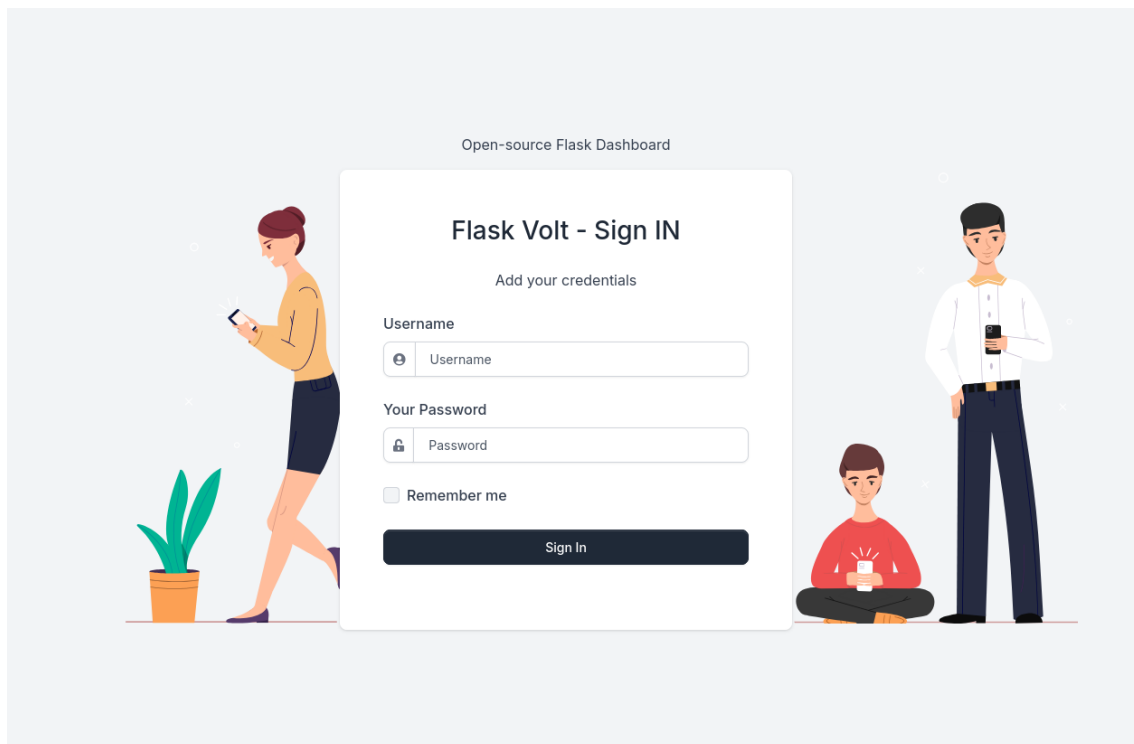 Open-source Flask Dashboard
Flask Volt - Sign IN
Add your credentials
Username
Username
Your Password
Password
Remember me
Sign In